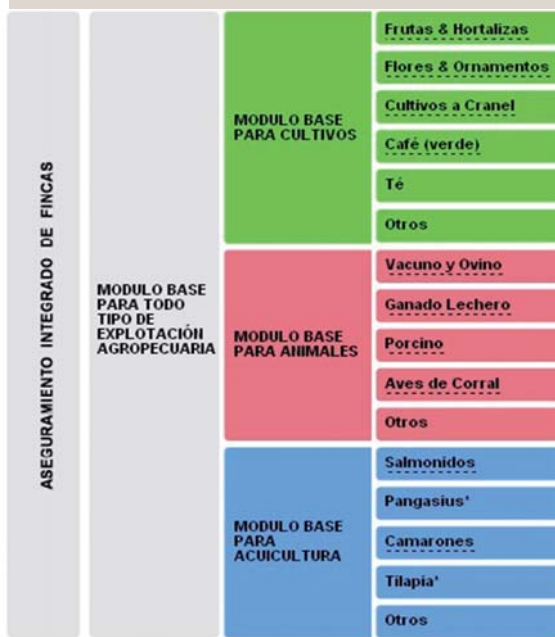 ASEGURAMIENTO INTEGRADO DE FINCAS
MODULO BASE
PARA TODO
TIPO DE
EXPLOTACIÓN
AGROPECUARIA
MODULO BASE
PARA CULTIVOS
Frutas & Hortalizas
Flores & Ornamentos
Cultivos a Cranel
Café (verde)
Té
Otros
MODULO BASE
PARA ANIMALES
Vacuno y Ovino
Ganado Lechero
Porcino
Aves de Corral
Otros
MODULO BASE
PARA
ACUICULTURA
Salmonidos
Pangasius*
Camarones
Tilapia*
Otros